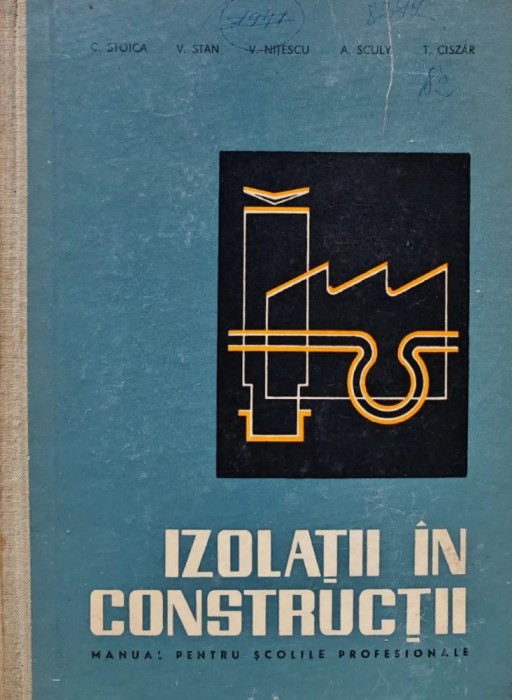 C. STOICA V. STAN V. NIȚESCU A. SCULY T. CISZÁR
IZOLAȚII ÎN
CONSTRUCȚII
MANUAL PENTRU ȘCOLILE PROFESIONALE